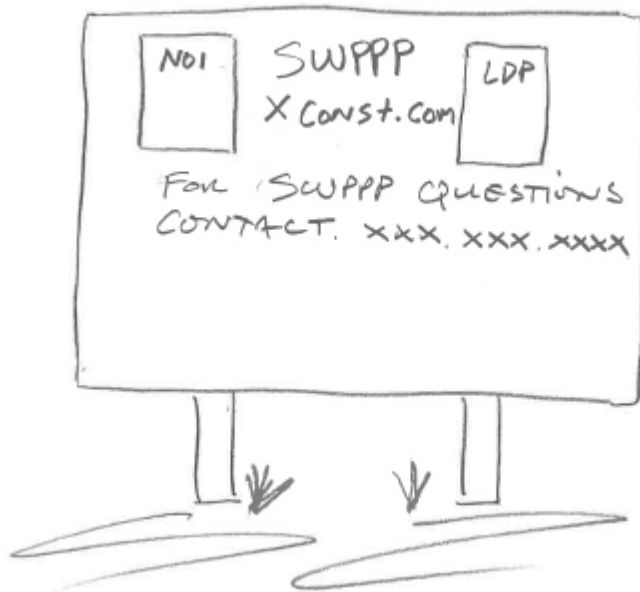 NOI
SWPPP
LDP
X Const.com
FOR SWPPP QUESTIONS
CONTACT. XXX. XXX. XXXX